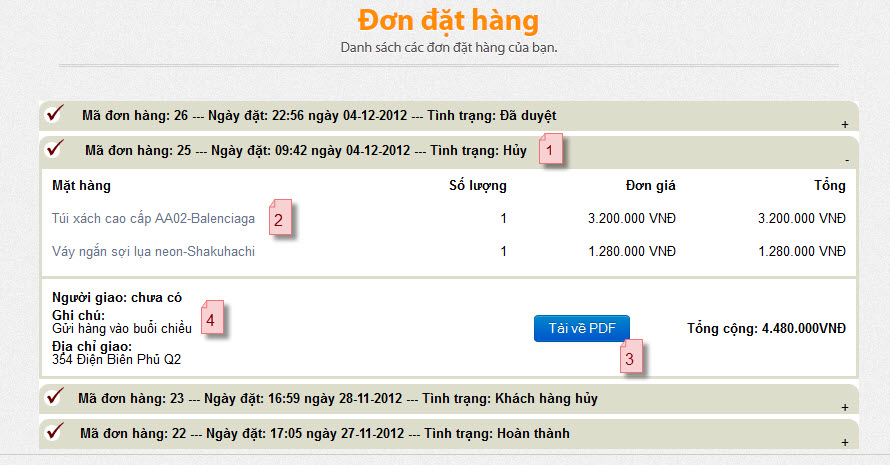 Đơn đặt hàng
Danh sách các đơn đặt hàng của bạn.
Mã đơn hàng: 26 --- Ngày đặt: 22:56 ngày 04-12-2012 --- Tình trạng: Đã duyệt +
Mã đơn hàng: 25 --- Ngày đặt: 09:42 ngày 04-12-2012 --- Tình trạng: Hủy 1 -
Mặt hàng Số lượng Đơn giá Tổng
Túi xách cao cấp AA02-Balenciaga 2 1 3.200.000 VNĐ 3.200.000 VNĐ
Váy ngắn sợi lụa neon-Shakuhachi 1 1.280.000 VNĐ 1.280.000 VNĐ
Người giao: chưa có
Ghi chú:
Gửi hàng vào buổi chiều 4 Tải về PDF Tổng cộng: 4.480.000VNĐ
Địa chỉ giao:
354 Điện Biên Phủ Q2 3
Mã đơn hàng: 23 --- Ngày đặt: 16:59 ngày 28-11-2012 --- Tình trạng: Khách hàng hủy +
Mã đơn hàng: 22 --- Ngày đặt: 17:05 ngày 27-11-2012 --- Tình trạng: Hoàn thành +